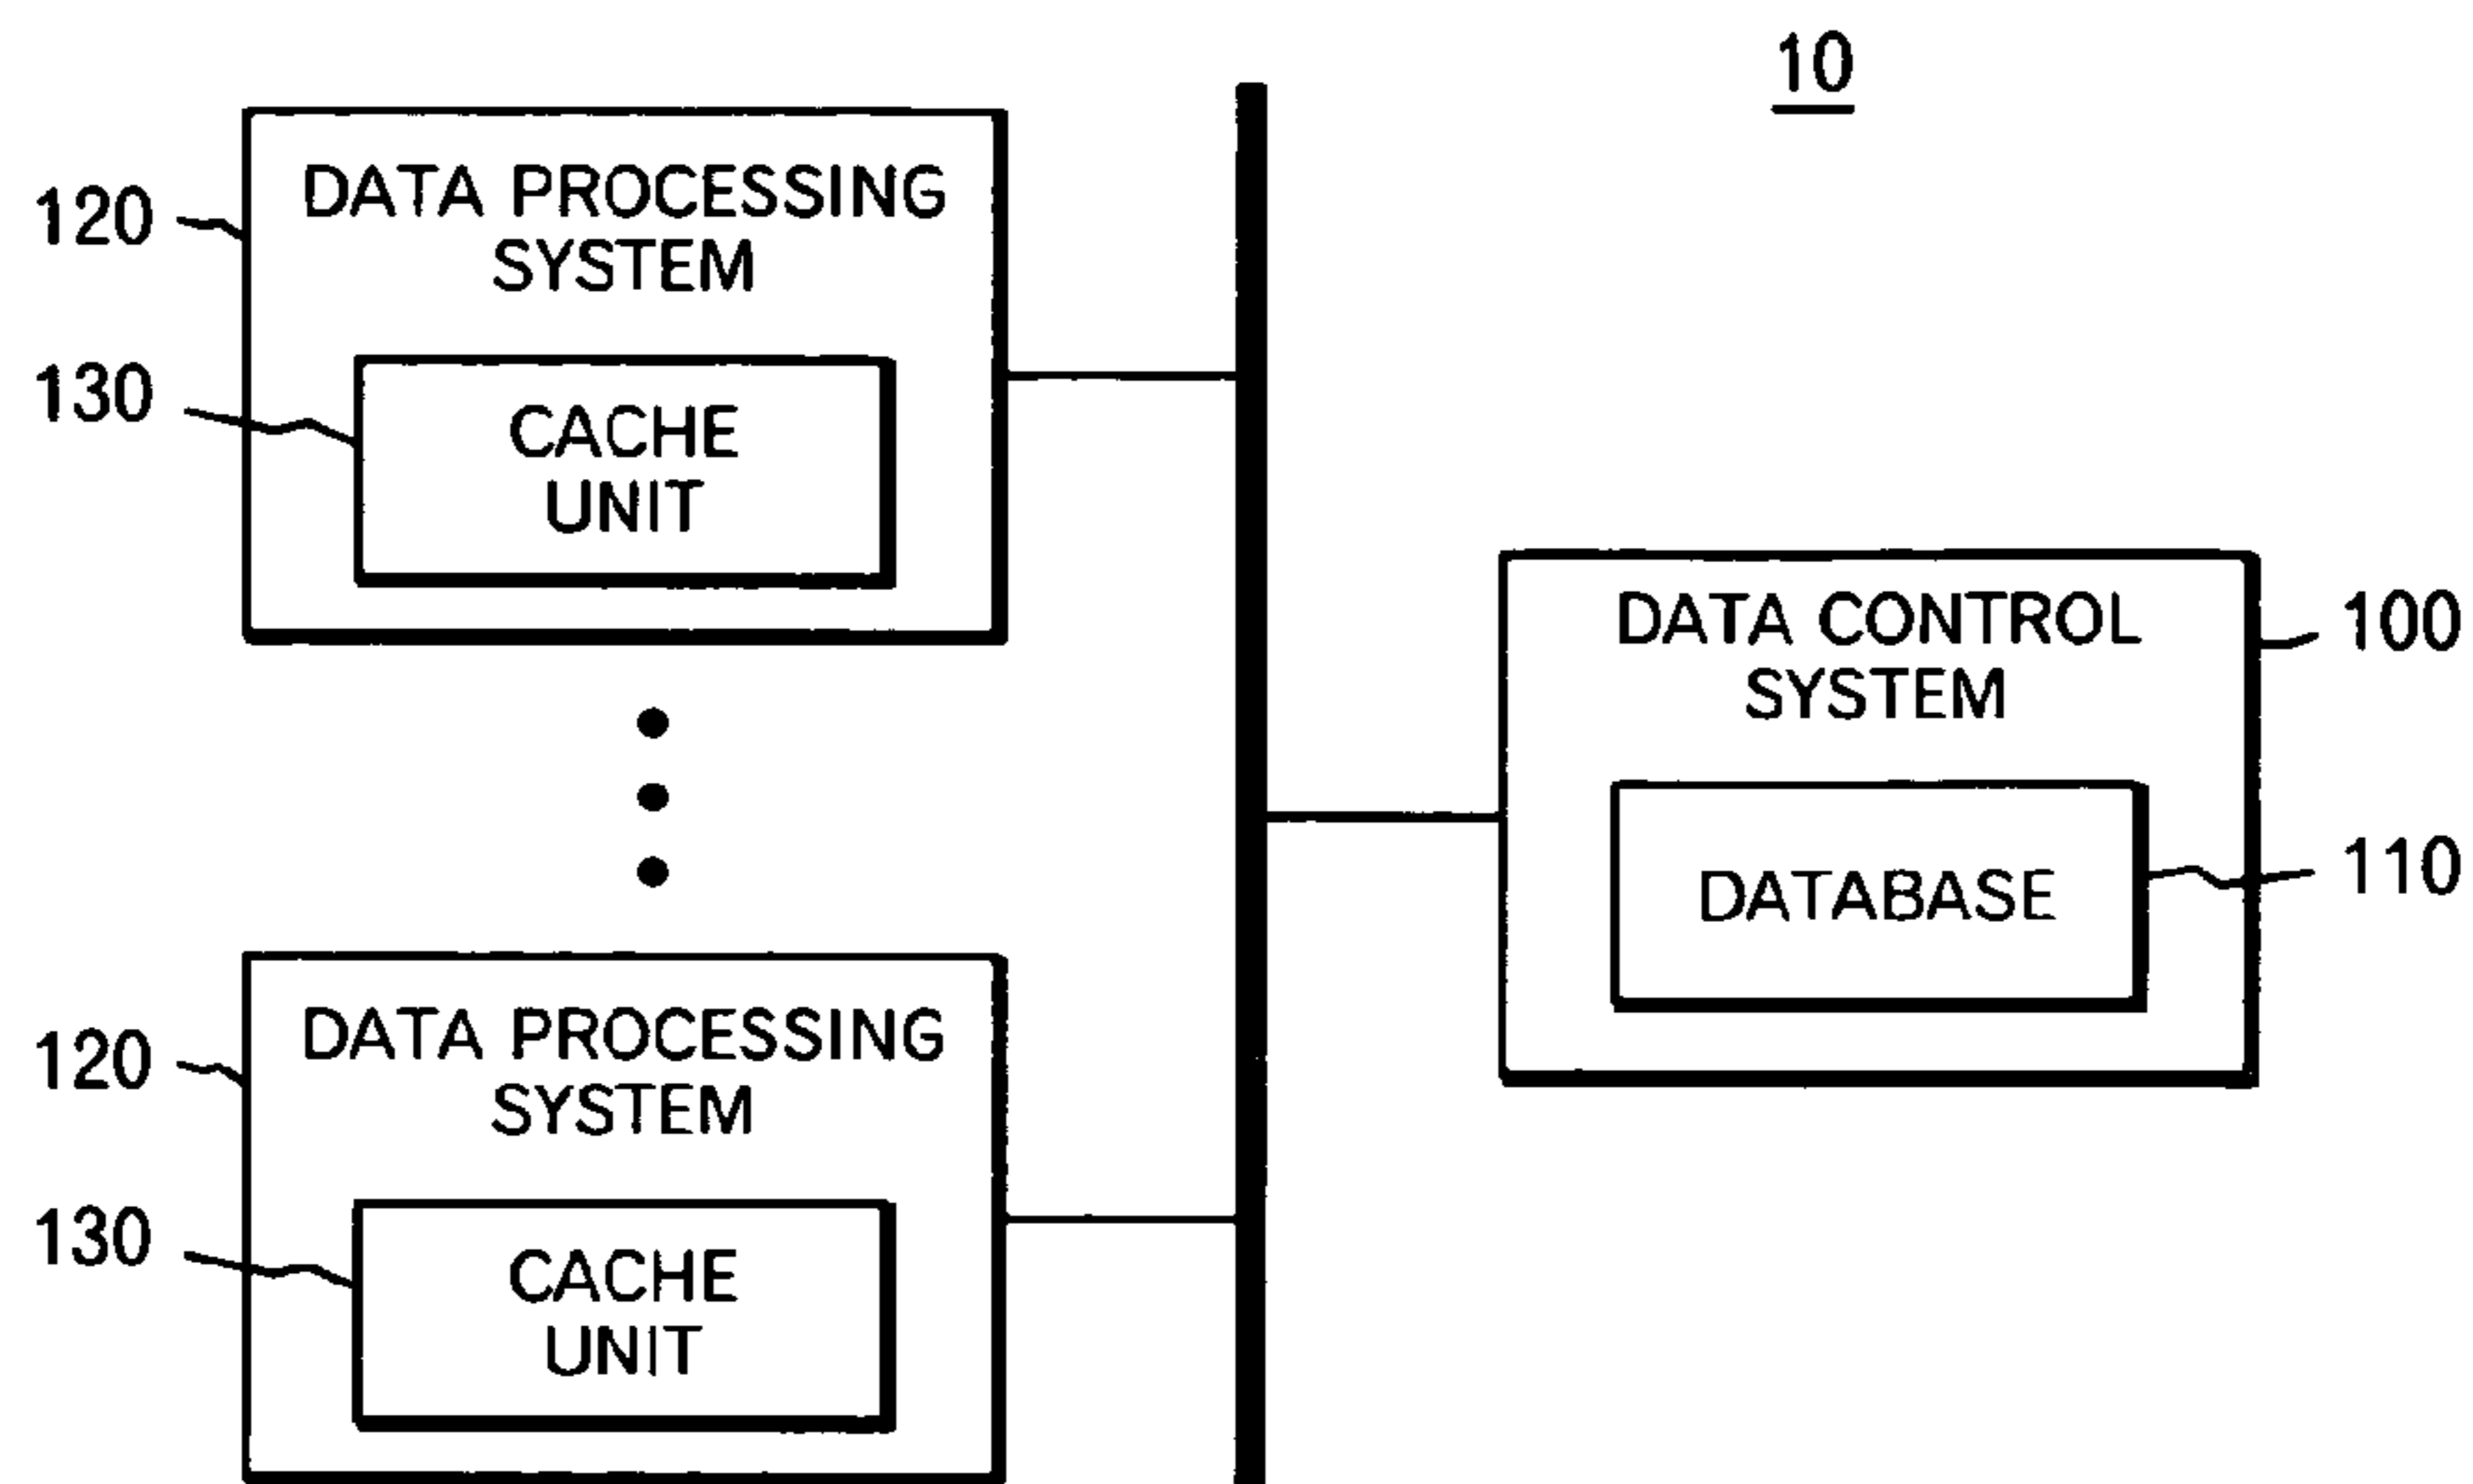 10
120
DATA PROCESSING
SYSTEM
130
CACHE
UNIT
DATA CONTROL
SYSTEM
100
DATABASE
110
120
DATA PROCESSING
SYSTEM
130
CACHE
UNIT